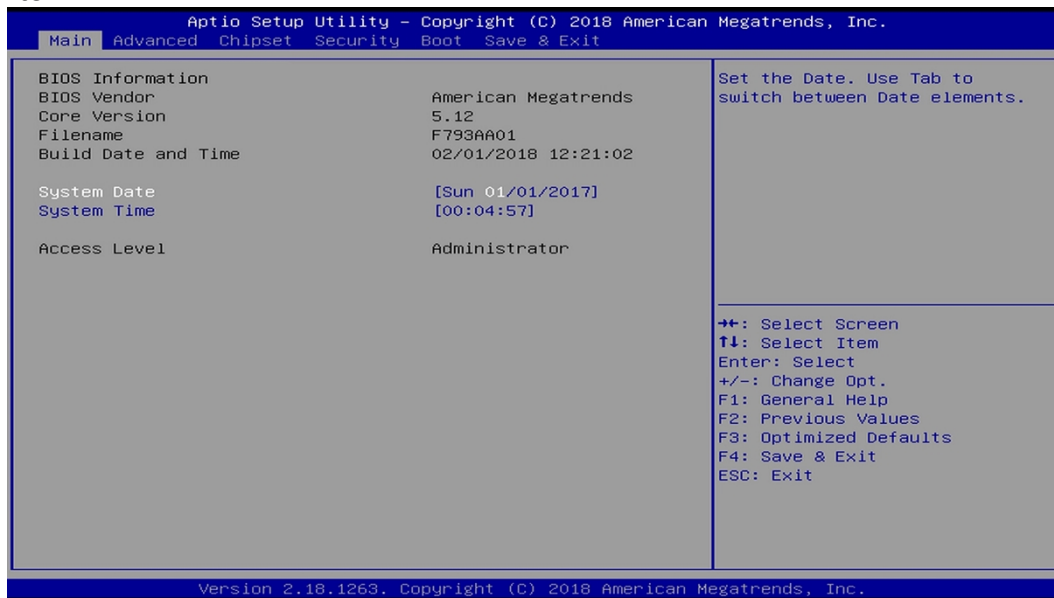 Aptio Setup Utility – Copyright (C) 2018 American Megatrends, Inc.
Main Advanced Chipset Security Boot Save & Exit
BIOS Information
BIOS Vendor American Megatrends
Core Version 5.12
Filename F793AA01
Build Date and Time 02/01/2018 12:21:02
System Date [Sun 01/01/2017]
System Time [00:04:57]
Access Level Administrator
Set the Date. Use Tab to
switch between Date elements.
→←: Select Screen
↑↓: Select Item
Enter: Select
+/-: Change Opt.
F1: General Help
F2: Previous Values
F3: Optimized Defaults
F4: Save & Exit
ESC: Exit
Version 2.18.1263. Copyright (C) 2018 American Megatrends, Inc.